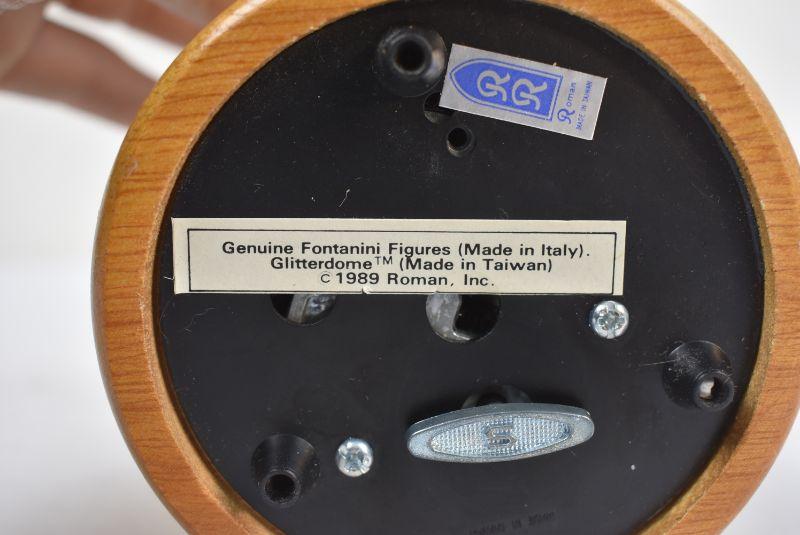 R R
Roman
MADE IN TAIWAN
Genuine Fontanini Figures (Made in Italy).
Glitterdome™ (Made in Taiwan)
© 1989 Roman, Inc.